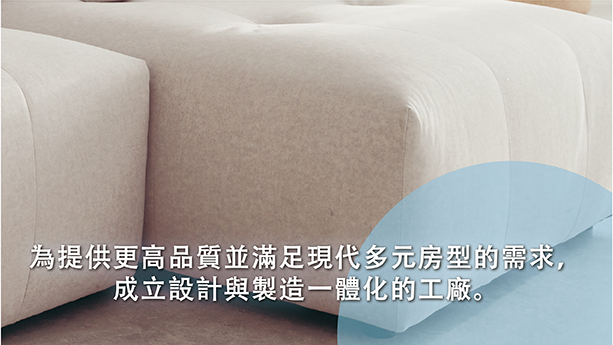 為提供更高品質並滿足現代多元房型的需求,
成立設計與製造一體化的工廠。